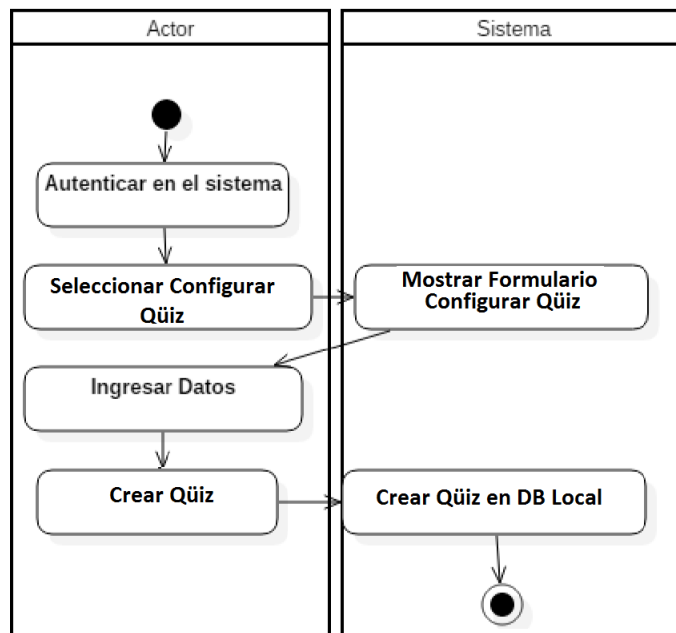 Actor
Sistema
Autenticar en el sistema
Seleccionar Configurar
Qüiz
Mostrar Formulario
Configurar Qüiz
Ingresar Datos
Crear Qüiz
Crear Qüiz en DB Local